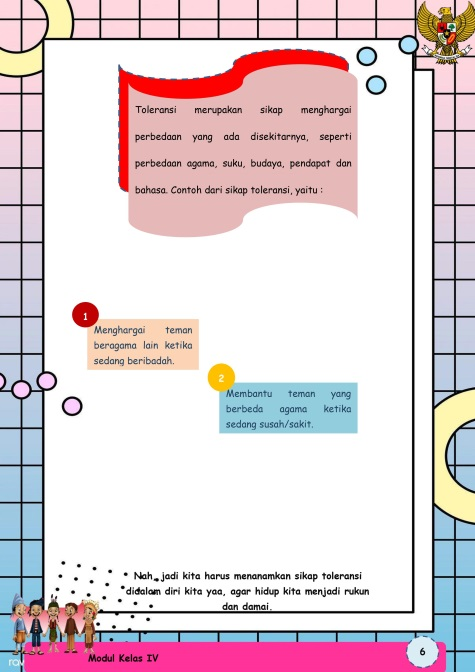 Toleransi merupakan sikap menghargai
perbedaan yang ada disekitarnya, seperti
perbedaan agama, suku, budaya, pendapat dan
bahasa. Contoh dari sikap toleransi, yaitu :
1
Menghargai teman
beragama lain ketika
sedang beribadah.
2
Membantu teman yang
berbeda agama ketika
sedang susah/sakit.
Nah, jadi kita harus menanamkan sikap toleransi
didalam diri kita yaa, agar hidup kita menjadi rukun
dan damai.
Modul Kelas IV
6